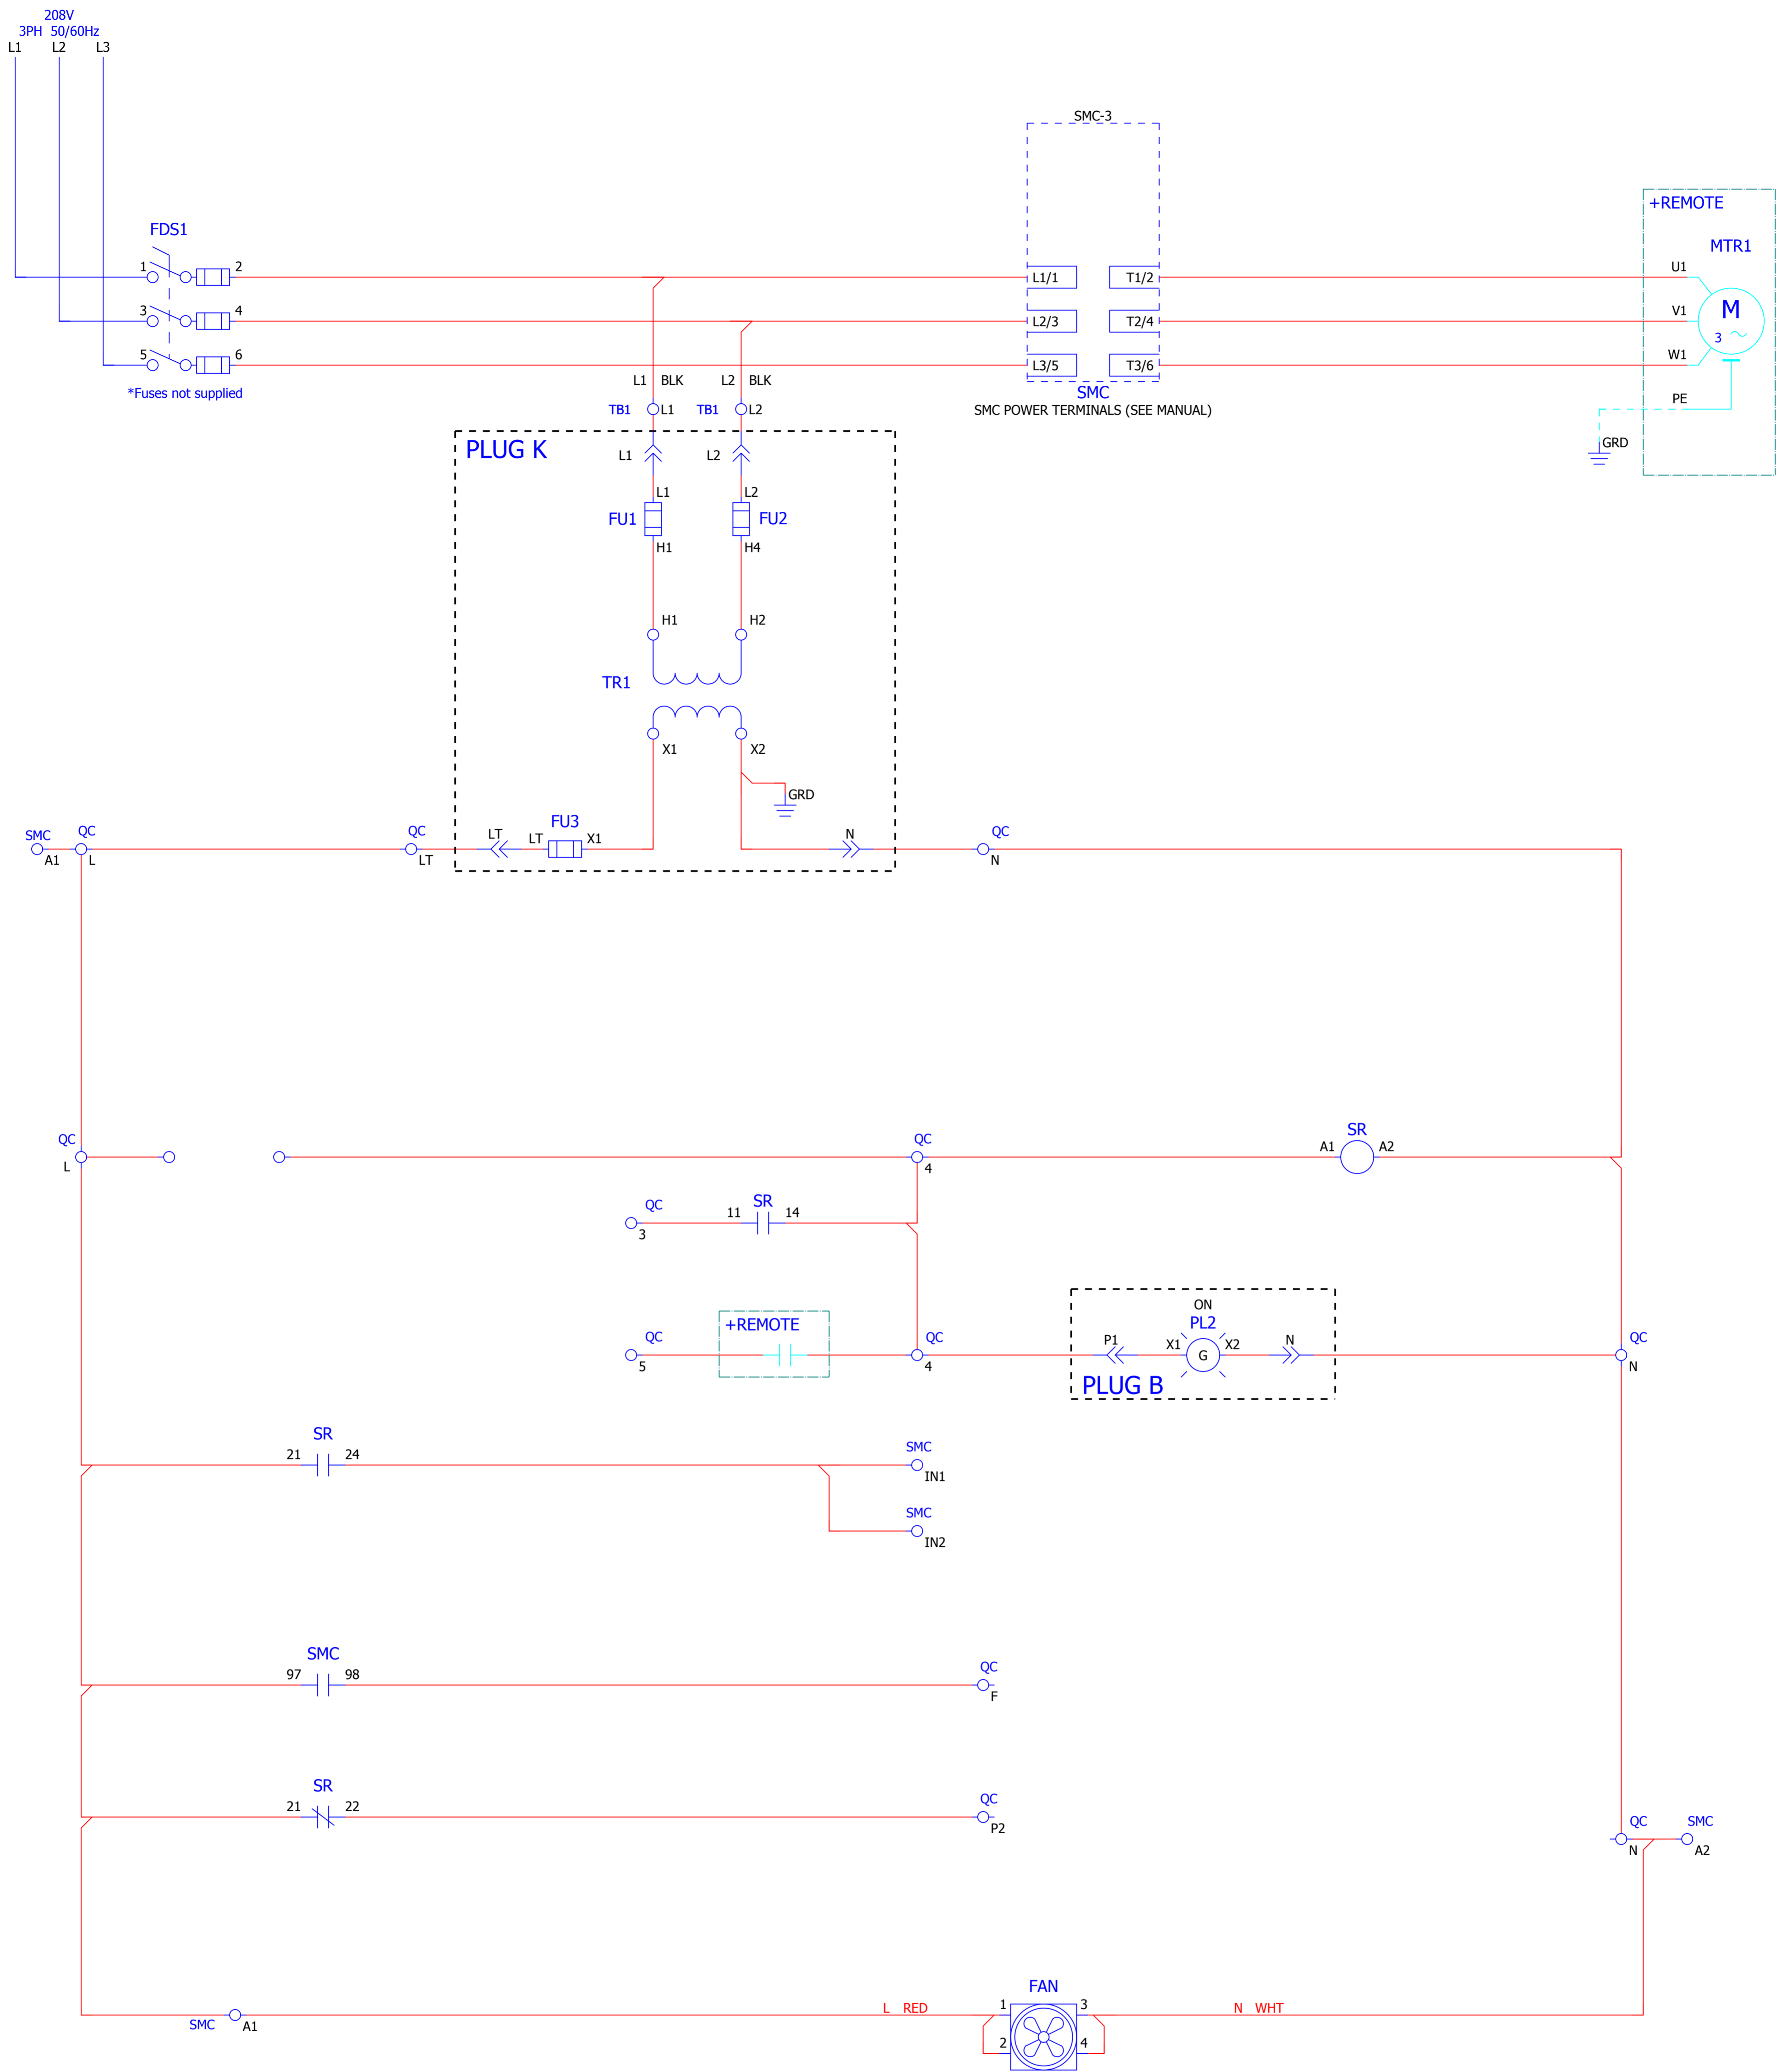 208V
3PH 50/60Hz
L1 L2 L3
SMC-3
+REMOTE
FDS1
MTR1
1 2
L1/1 T1/2
U1
3 4
L2/3 T2/4
V1
M
3
5 6
L3/5 T3/6
W1
*Fuses not supplied
L1 BLK L2 BLK
SMC
PE
TB1 L1 TB1 L2
SMC POWER TERMINALS (SEE MANUAL)
GRD
PLUG K
L1 L2
L1 L2
FU1 FU2
H1 H4
H1 H2
TR1
X1 X2
GRD
SMC QC QC
LT
LT
FU3
X1
N
QC
A1 L LT N
QC
L
QC
4
A1
SR
A2
QC
3
11
SR
14
+REMOTE
QC
5
QC
4
ON
PL2
P1
X1
G
X2
N
PLUG B
QC
N
SR
21 24
SMC
IN1
SMC
IN2
SMC
97 98
QC
F
SR
21 22
QC
P2
QC SMC
N A2
FAN
L RED
1 3
N WHT
SMC A1
2 4